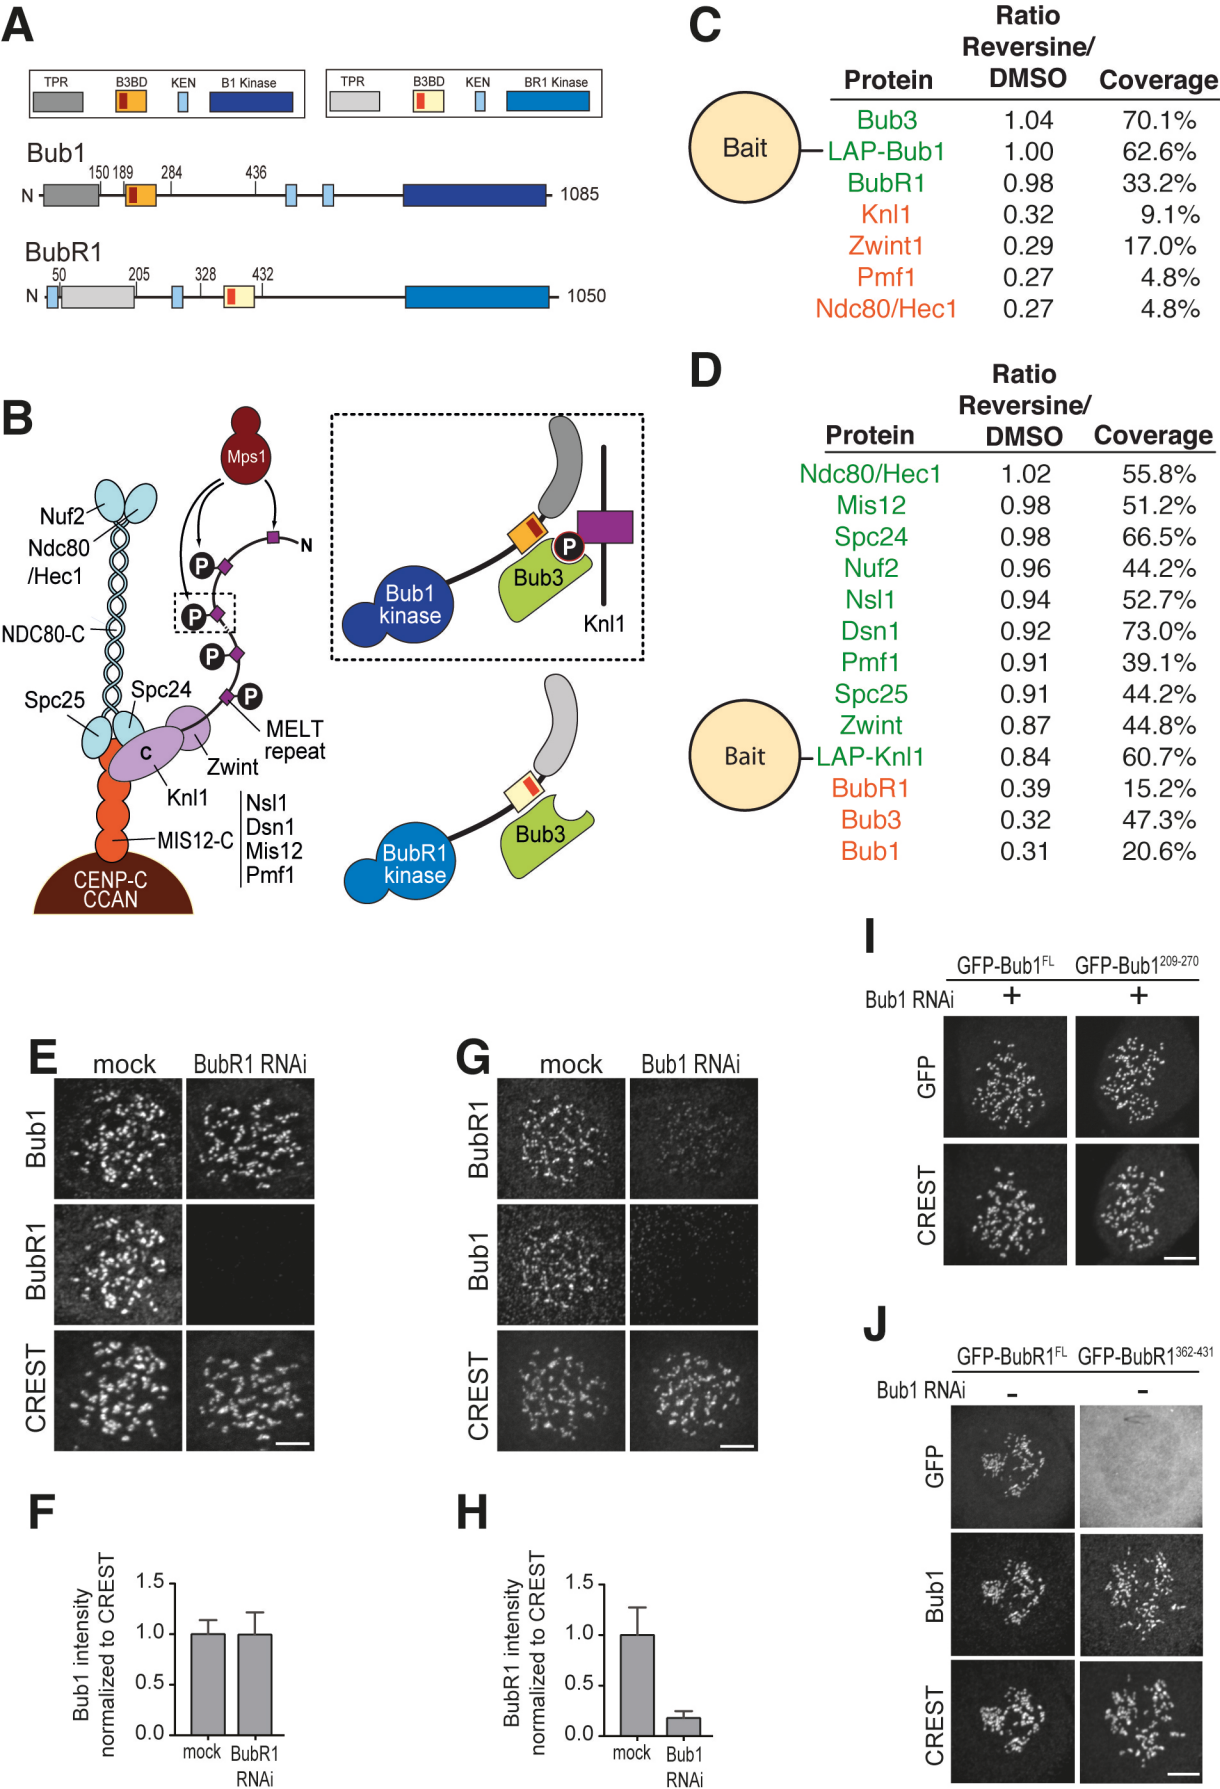 A
TPR B3BD KEN B1 Kinase
TPR B3BD KEN BR1 Kinase
Bub1
150 189 284 436
N 1085
BubR1
50 205 328 432
N 1050
B
Mps1
Nuf2
Ndc80
/Hec1
NDC80-C
Spc25
Spc24
N
P
P
P
P
MELT
repeat
C
Zwint
Knl1
MIS12-C
Nsl1
Dsn1
Mis12
Pmf1
CENP-C
CCAN
P
Bub3
Bub1
kinase
Knl1
Bub3
BubR1
kinase
C
Ratio
Reversine/
Protein DMSO Coverage
Bait
Bub3 1.04 70.1%
LAP-Bub1 1.00 62.6%
BubR1 0.98 33.2%
Knl1 0.32 9.1%
Zwint1 0.29 17.0%
Pmf1 0.27 4.8%
Ndc80/Hec1 0.27 4.8%
D
Ratio
Reversine/
Protein DMSO Coverage
Ndc80/Hec1 1.02 55.8%
Mis12 0.98 51.2%
Spc24 0.98 66.5%
Nuf2 0.96 44.2%
Nsl1 0.94 52.7%
Dsn1 0.92 73.0%
Pmf1 0.91 39.1%
Spc25 0.91 44.2%
Zwint 0.87 44.8%
Bait
LAP-Knl1 0.84 60.7%
BubR1 0.39 15.2%
Bub3 0.32 47.3%
Bub1 0.31 20.6%
E
mock BubR1 RNAi
Bub1
BubR1
CREST
F
Bub1 intensity
normalized to CREST
1.5
1.0
0.5
0.0
mock BubR1
RNAi
G
mock Bub1 RNAi
BubR1
Bub1
CREST
H
BubR1 intensity
normalized to CREST
1.5
1.0
0.5
0.0
mock Bub1
RNAi
I
GFP-Bub1FL GFP-Bub1209-270
Bub1 RNAi + +
GFP
CREST
J
GFP-BubR1FL GFP-BubR1362-431
Bub1 RNAi - -
GFP
Bub1
CREST